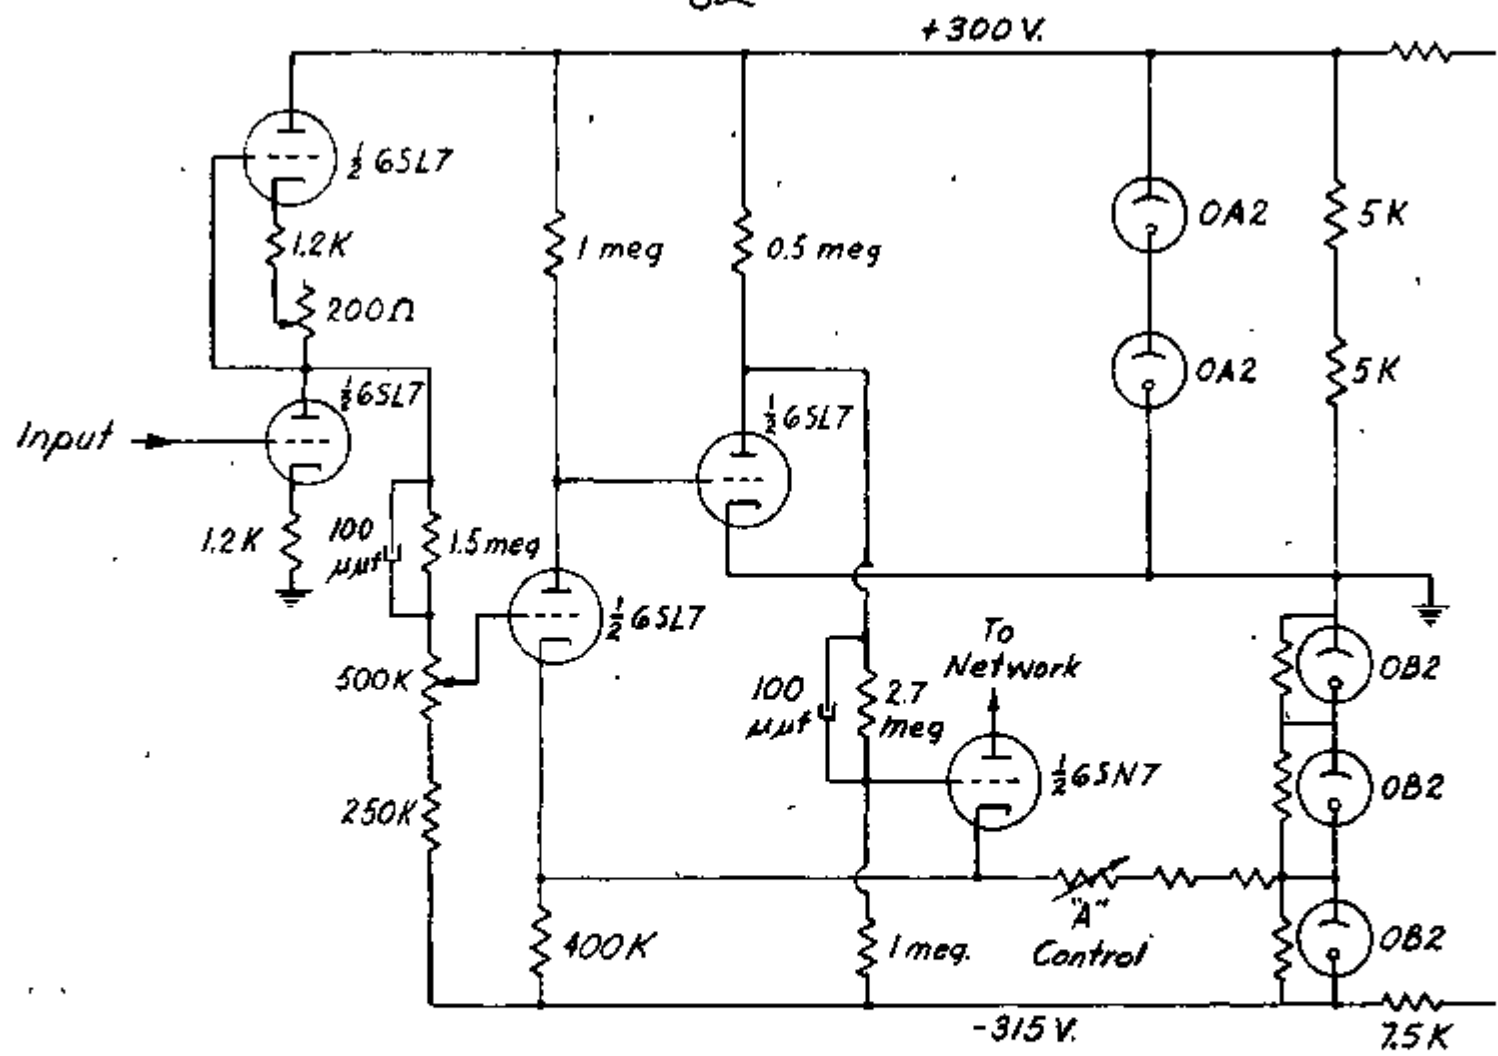 +300 V.
½ 6SL7
1.2K
200Ω
½ 6SL7
Input
1.2K
100
μμf
1.5 meg
500K
250K
1 meg
½ 6SL7
400K
0.5 meg
½ 6SL7
100
μμf
2.7
meg
1 meg.
To
Network
½ 6SN7
"A"
Control
OA2
OA2
5K
5K
OB2
OB2
OB2
-315 V.
7.5K